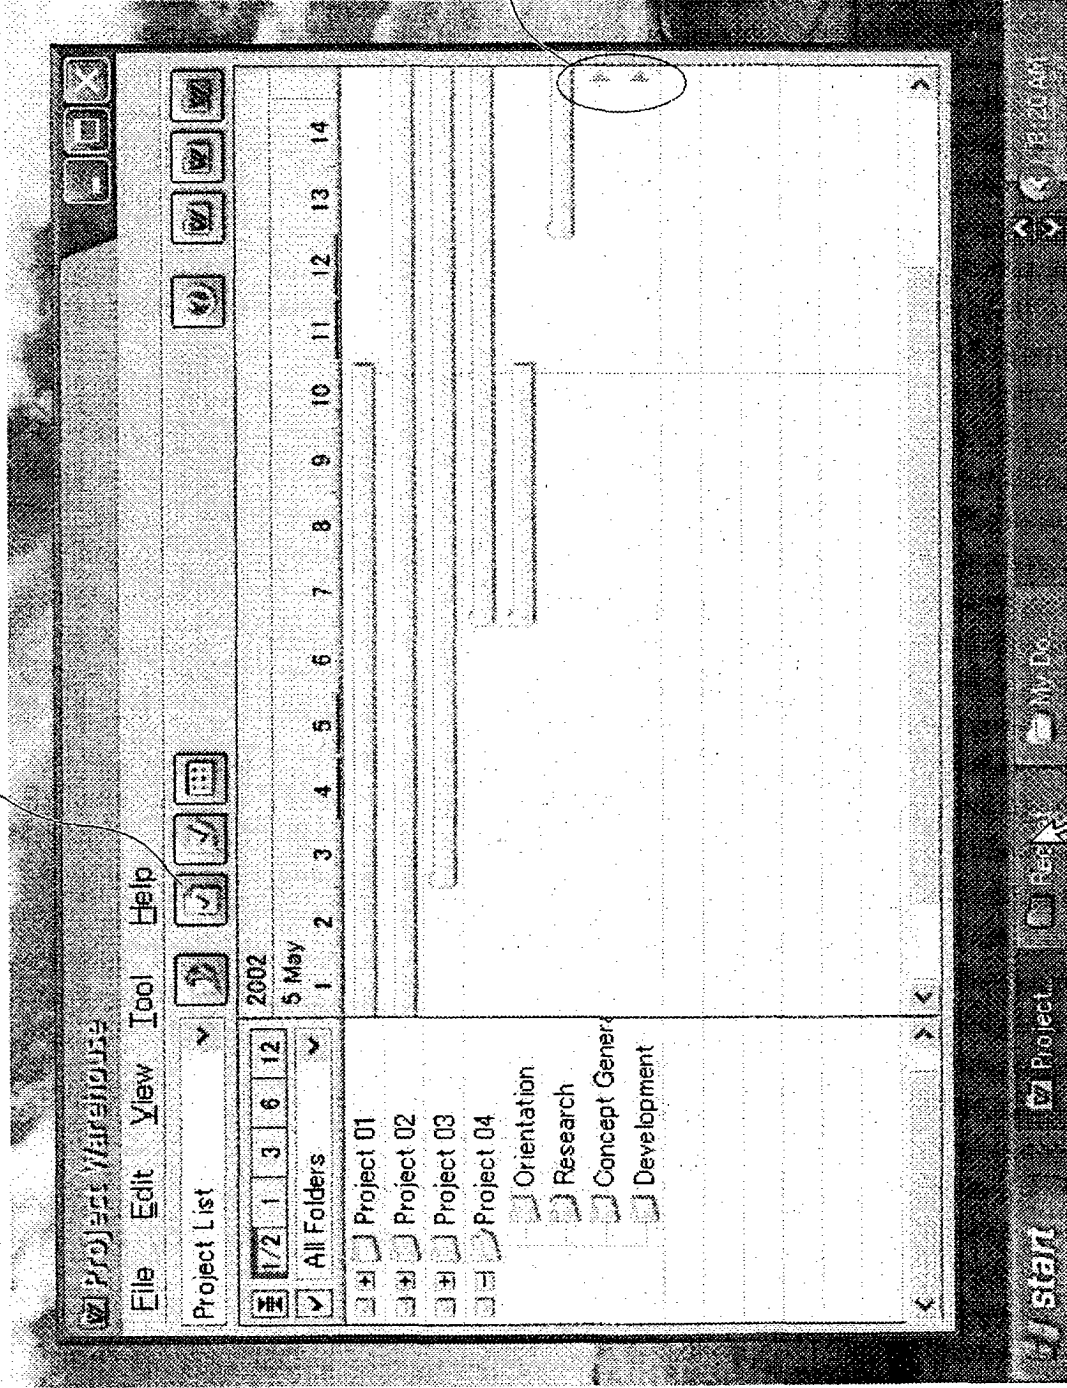 Project Warehouse
File Edit View Tool Help
Project List
1/2 1 3 6 12
2002
All Folders
5 May
1 2 3 4 5 6 7 8 9 10 11 12 13 14
Project 01
Project 02
Project 03
Project 04
Orientation
Research
Concept Genera
Development
start
Project...
My Do...